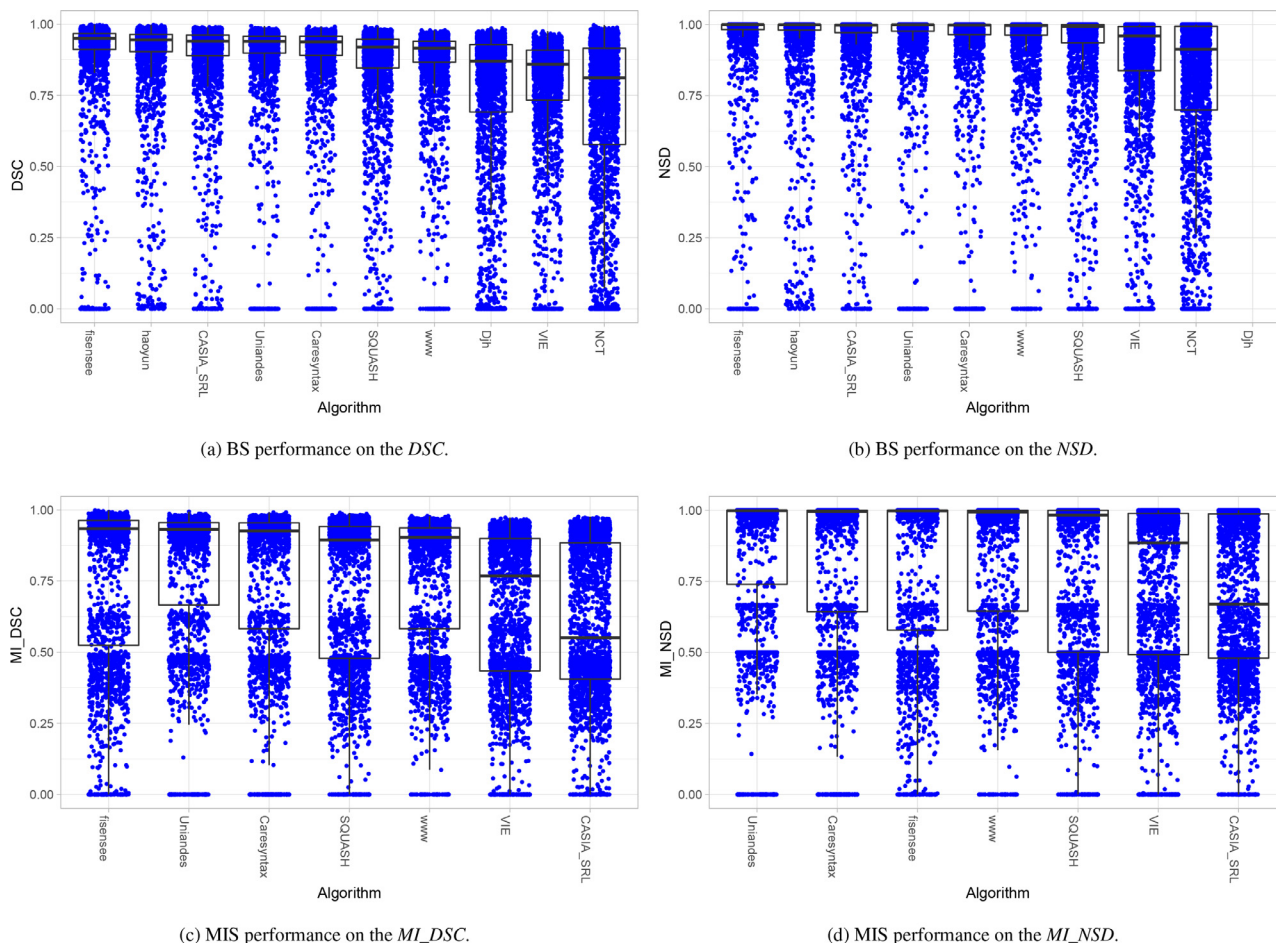 1.00
0.75
0.50
0.25
0.00
DSC
fisensee
haoyun
CASIA_SRL
Uniandes
Caresyntax
SQUASH
www
Djh
VIE
NCT
Algorithm
(a) BS performance on the DSC.
1.00
0.75
0.50
0.25
0.00
NSD
fisensee
haoyun
CASIA_SRL
Uniandes
Caresyntax
www
SQUASH
VIE
NCT
Djh
Algorithm
(b) BS performance on the NSD.
1.00
0.75
0.50
0.25
0.00
MI_DSC
fisensee
Uniandes
Caresyntax
SQUASH
www
VIE
CASIA_SRL
Algorithm
(c) MIS performance on the MI_DSC.
1.00
0.75
0.50
0.25
0.00
MI_NSD
Uniandes
Caresyntax
fisensee
www
SQUASH
VIE
CASIA_SRL
Algorithm
(d) MIS performance on the MI_NSD.